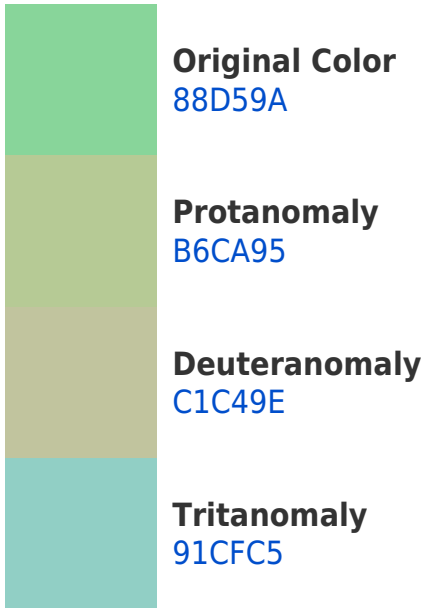 Original Color
88D59A
Protanomaly
B6CA95
Deuteranomaly
C1C49E
Tritanomaly
91CFC5